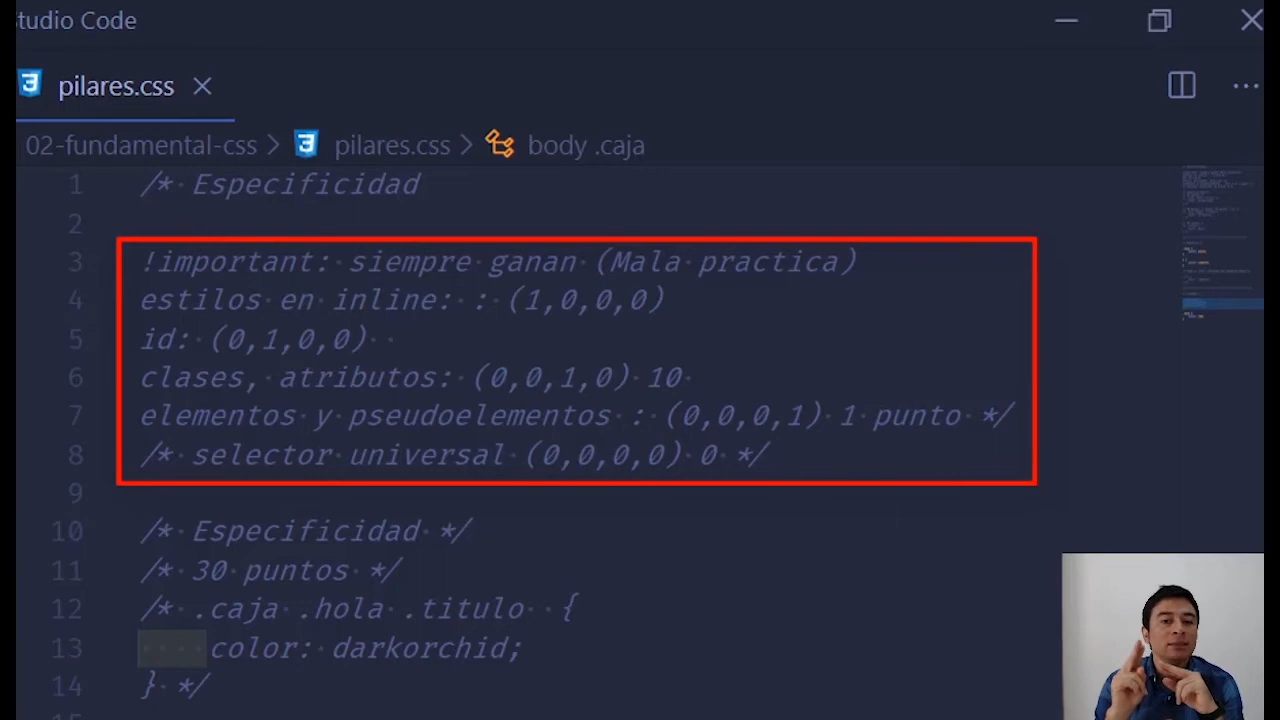 tudio Code
pilares.css
02-fundamental-css > pilares.css > body .caja
1 /* Especificidad
2
3 !important: siempre ganan (Mala practica)
4 estilos en inline: : (1,0,0,0)
5 id: (0,1,0,0)
6 clases, atributos: (0,0,1,0) 10
7 elementos y pseudoelementos : (0,0,0,1) 1 punto */
8 /* selector universal (0,0,0,0) 0 */
9
10 /* Especificidad */
11 /* 30 puntos */
12 /* .caja .hola .titulo {
13 color: darkorchid;
14 } */